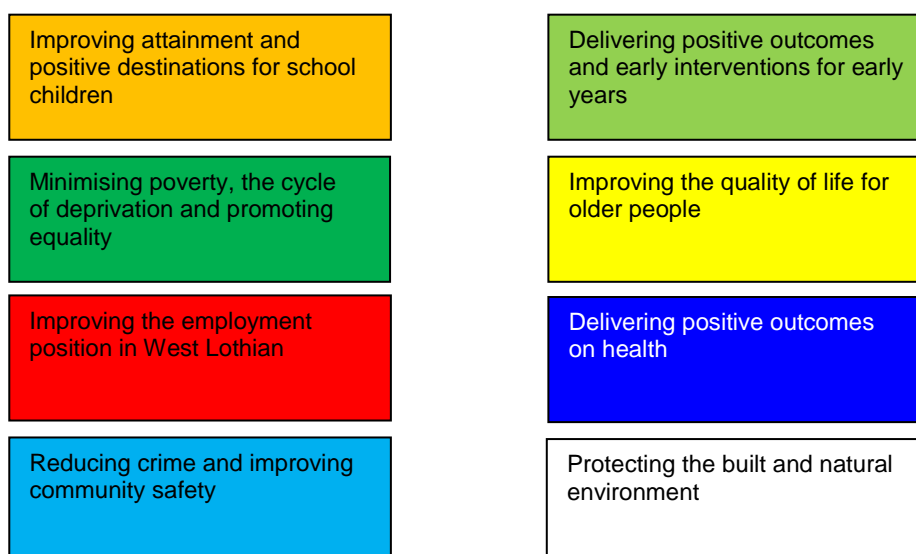 Improving attainment and
positive destinations for school
children
Delivering positive outcomes
and early interventions for early
years
Minimising poverty, the cycle
of deprivation and promoting
equality
Improving the quality of life for
older people
Improving the employment
position in West Lothian
Delivering positive outcomes
on health
Reducing crime and improving
community safety
Protecting the built and natural
environment